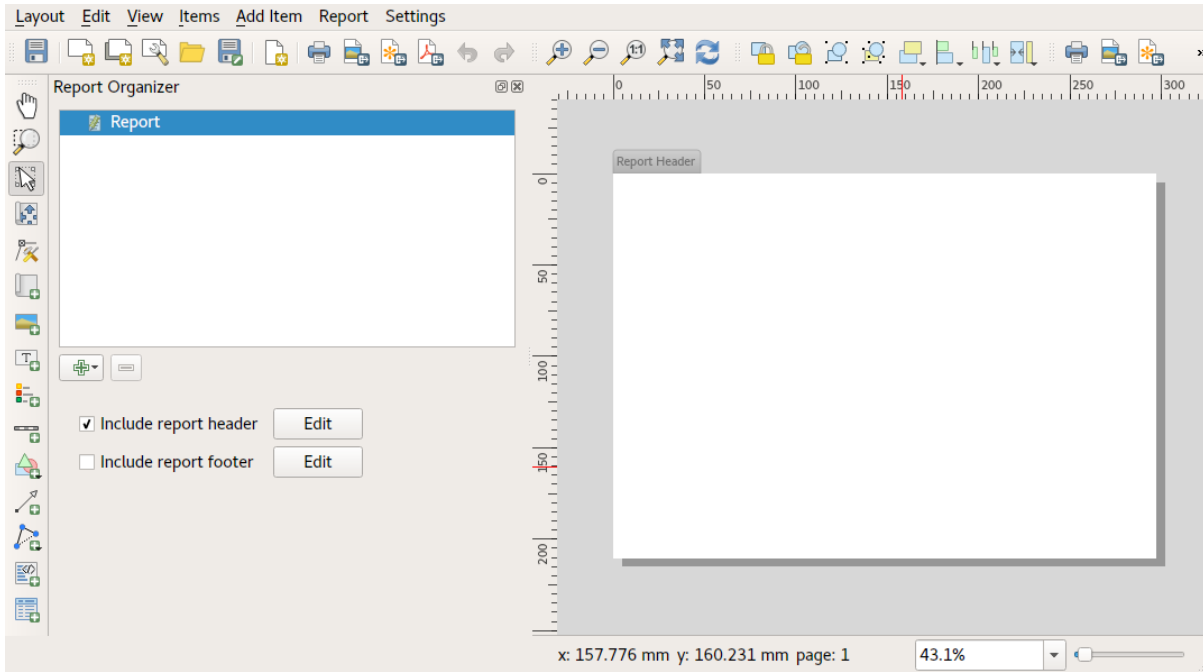 Layout Edit View Items Add Item Report Settings
1:1
»
Report Organizer
0 50 100 150 200 250 300
Report
Report Header
0
50
100
150
200
Include report header Edit
Include report footer Edit
T
x: 157.776 mm y: 160.231 mm page: 1 43.1%